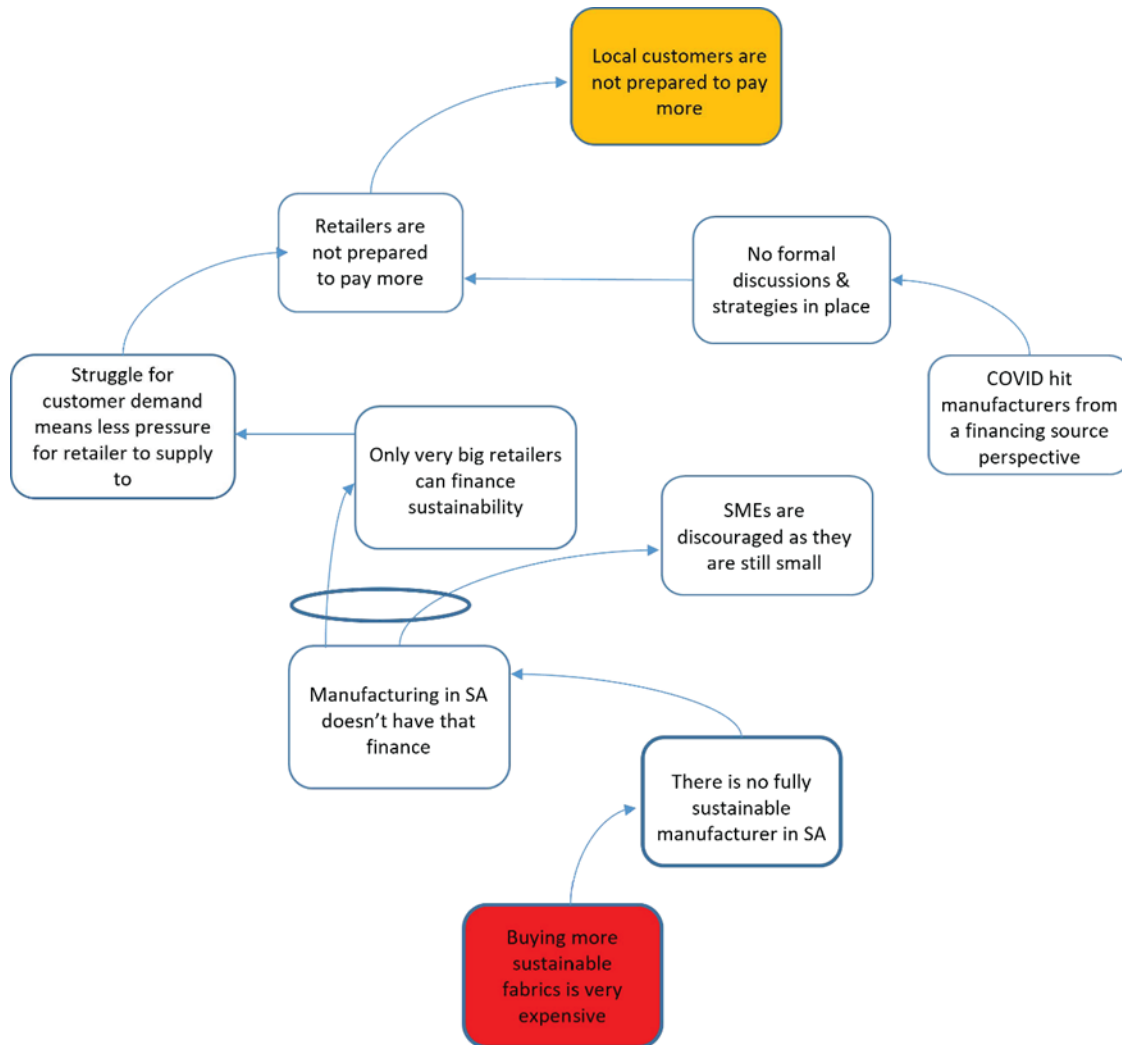 Local customers are
not prepared to pay
more
Retailers are
not prepared
to pay more
No formal
discussions &
strategies in place
Struggle for
customer demand
means less pressure
for retailer to supply
to
COVID hit
manufacturers from
a financing source
perspective
Only very big retailers
can finance
sustainability
SMEs are
discouraged as they
are still small
Manufacturing in SA
doesn’t have that
finance
There is no fully
sustainable
manufacturer in SA
Buying more
sustainable
fabrics is very
expensive